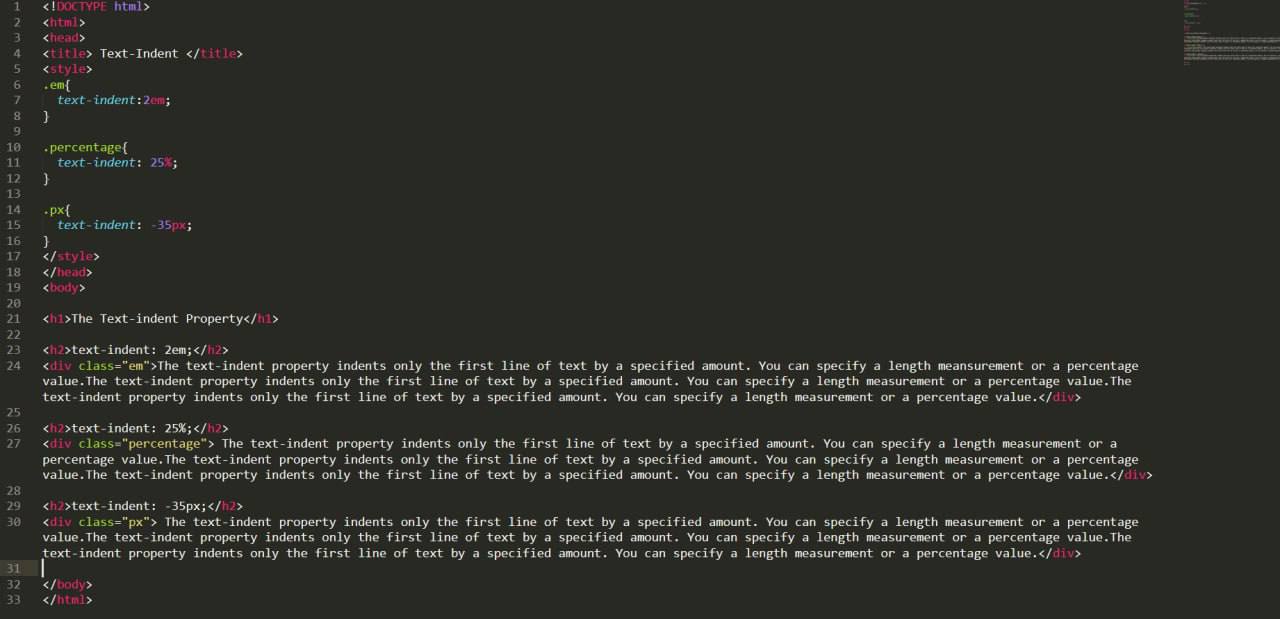 1 <!DOCTYPE html>
2 <html>
3 <head>
4 <title> Text-Indent </title>
5 <style>
6 .em{
7 text-indent:2em;
8 }
9
10 .percentage{
11 text-indent: 25%;
12 }
13
14 .px{
15 text-indent: -35px;
16 }
17 </style>
18 </head>
19 <body>
20
21 <h1>The Text-indent Property</h1>
22
23 <h2>text-indent: 2em;</h2>
24 <div class="em">The text-indent property indents only the first line of text by a specified amount. You can specify a length meansurement or a percentage
value.The text-indent property indents only the first line of text by a specified amount. You can specify a length measurement or a percentage value.The
text-indent property indents only the first line of text by a specified amount. You can specify a length measurement or a percentage value.</div>
25
26 <h2>text-indent: 25%;</h2>
27 <div class="percentage"> The text-indent property indents only the first line of text by a specified amount. You can specify a length measurement or a
percentage value.The text-indent property indents only the first line of text by a specified amount. You can specify a length measurement or a percentage
value.The text-indent property indents only the first line of text by a specified amount. You can specify a length measurement or a percentage value.</div>
28
29 <h2>text-indent: -35px;</h2>
30 <div class="px"> The text-indent property indents only the first line of text by a specified amount. You can specify a length measurement or a percentage
value.The text-indent property indents only the first line of text by a specified amount. You can specify a length measurement or a percentage value.The
text-indent property indents only the first line of text by a specified amount. You can specify a length measurement or a percentage value.</div>
31
32 </body>
33 </html>